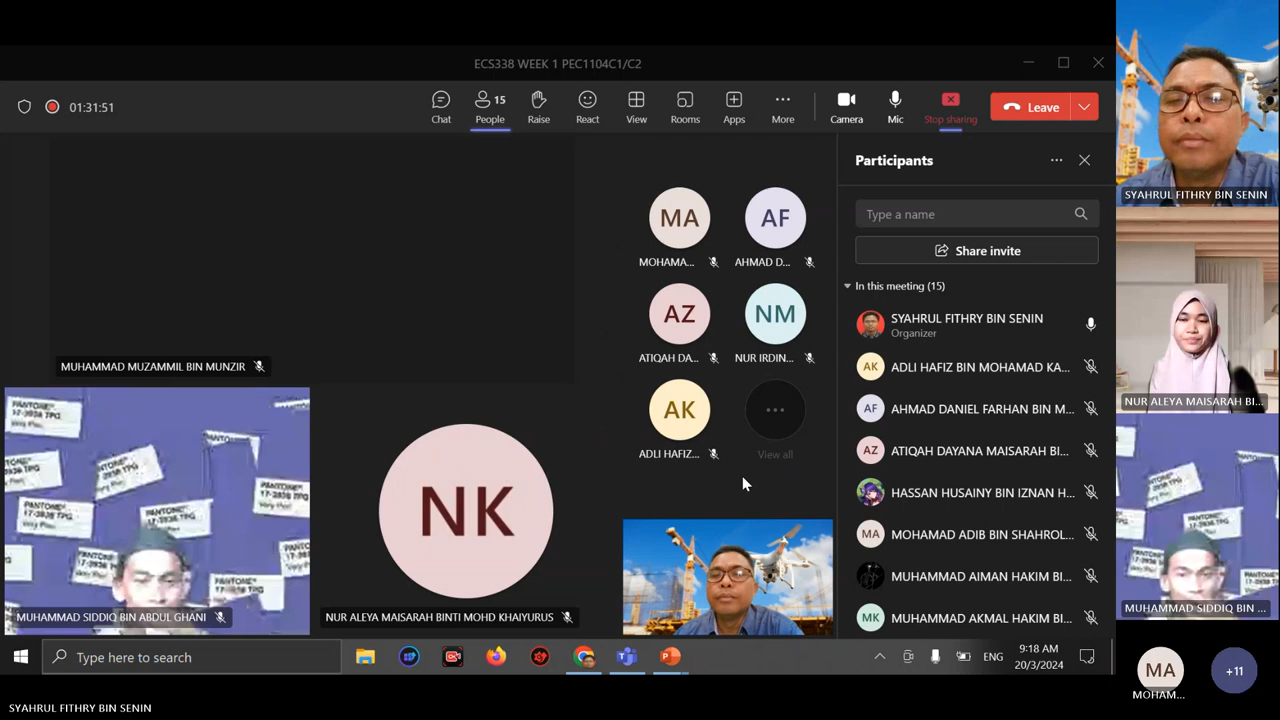 ECS338 WEEK 1 PEC1104C1/C2
01:31:51
Chat
People
15
Raise
React
View
Rooms
Apps
More
Camera
Mic
Stop sharing
Leave
MUHAMMAD MUZAMMIL BIN MUNZIR
MA
MOHAMA...
AF
AHMAD D...
AZ
ATIQAH DA...
NM
NUR IRDIN...
AK
ADLI HAFIZ...
View all
PANTONE®
17-3938 TPG
Very Peri
MUHAMMAD SIDDIQ BIN ABDUL GHANI
NK
NUR ALEYA MAISARAH BINTI MOHD KHAIYURUS
Participants
Type a name
Share invite
In this meeting (15)
SYAHRUL FITHRY BIN SENIN
Organizer
AK
ADLI HAFIZ BIN MOHAMAD KA...
AF
AHMAD DANIEL FARHAN BIN M...
AZ
ATIQAH DAYANA MAISARAH BI...
HASSAN HUSAINY BIN IZNAN H...
MA
MOHAMAD ADIB BIN SHAHROL...
MUHAMMAD AIMAN HAKIM BI...
MK
MUHAMMAD AKMAL HAKIM BI...
Type here to search
ENG
9:18 AM
20/3/2024
SYAHRUL FITHRY BIN SENIN
NUR ALEYA MAISARAH BI...
MUHAMMAD SIDDIQ BIN ...
MA
MOHAM...
+11
SYAHRUL FITHRY BIN SENIN